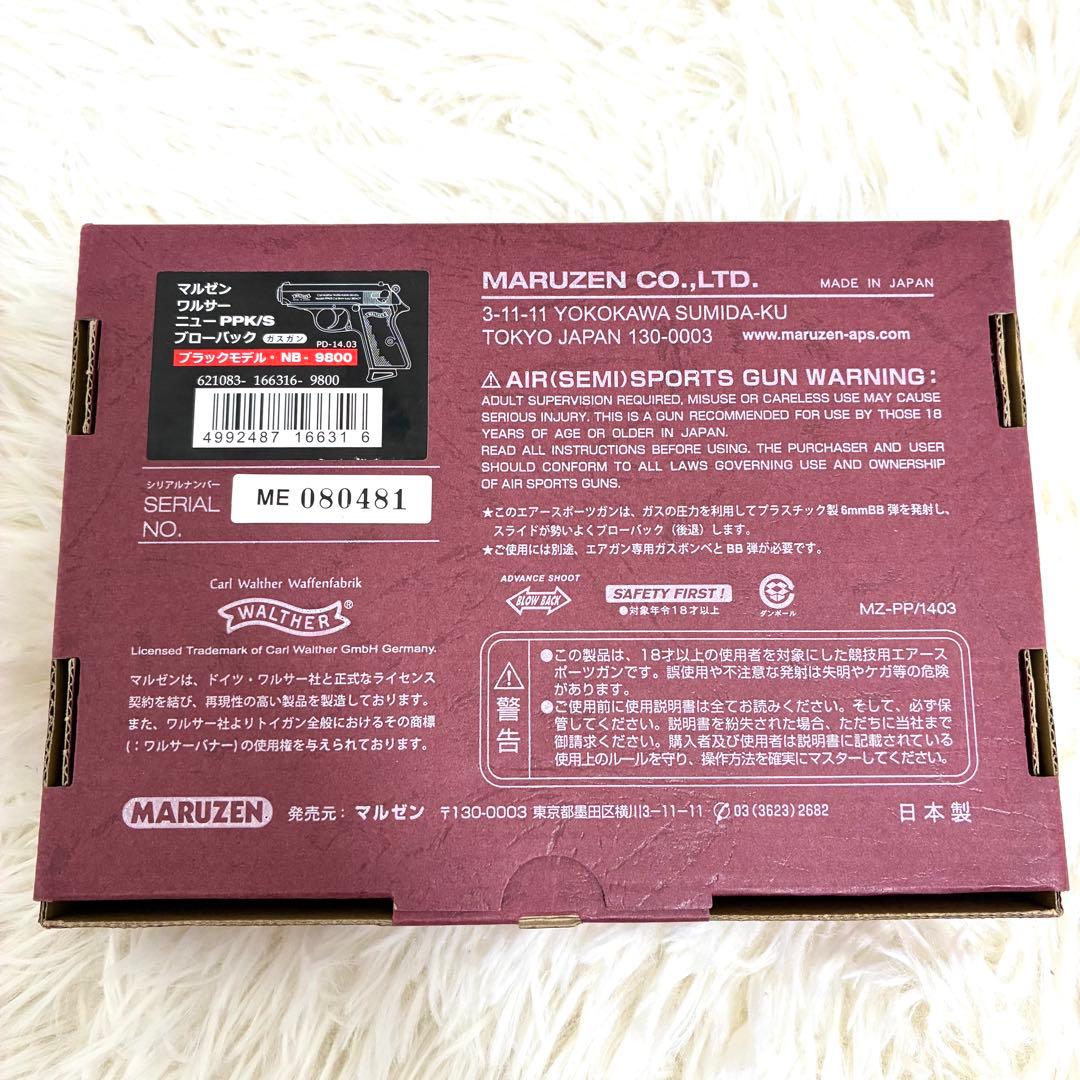 マルゼン
ワルサー
ニューPPK/S
ブローバック ガスガン
PD-14.03
ブラックモデル・NB-9800
621083-166316-9800
4992487 166316
シリアルナンバー
SERIAL NO.
ME 080481
Carl Walther Waffenfabrik
WALTHER®
Licensed Trademark of Carl Walther GmbH Germany.
マルゼンは、ドイツ・ワルサー社と正式なライセンス
契約を結び、再現性の高い製品を製造しております。
また、ワルサー社よりトイガン全般におけるその商標
(:ワルサーバナー)の使用権を与えられております。
MARUZEN CO.,LTD. MADE IN JAPAN
3-11-11 YOKOKAWA SUMIDA-KU
TOKYO JAPAN 130-0003 www.maruzen-aps.com
⚠ AIR(SEMI)SPORTS GUN WARNING:
ADULT SUPERVISION REQUIRED, MISUSE OR CARELESS USE MAY CAUSE
SERIOUS INJURY. THIS IS A GUN RECOMMENDED FOR USE BY THOSE 18
YEARS OF AGE OR OLDER IN JAPAN.
READ ALL INSTRUCTIONS BEFORE USING. THE PURCHASER AND USER
SHOULD CONFORM TO ALL LAWS GOVERNING USE AND OWNERSHIP
OF AIR SPORTS GUNS.
★このエアースポーツガンは、ガスの圧力を利用してプラスチック製6mmBB弾を発射し、
スライドが勢いよくブローバック（後退）します。
★ご使用には別途、エアガン専用ガスボンベとBB弾が必要です。
ADVANCE SHOOT
BLOW BACK
SAFETY FIRST!
●対象年令18才以上
ダンボール
MZ-PP/1403
⚠警告
●この製品は、18才以上の使用者を対象にした競技用エアース
ポーツガンです。誤使用や不注意な発射は失明やケガ等の危険
があります。
●ご使用前に使用説明書は全てお読みください。そして、必ず保
管してください。説明書を紛失された場合、ただちに当社まで
御請求ください。購入者及び使用者は説明書に記載されている
使用上のルールを守り、操作方法を確実にマスターしてください。
MARUZEN 発売元：マルゼン 〒130-0003 東京都墨田区横川3-11-11 ✆03(3623)2682 日本製